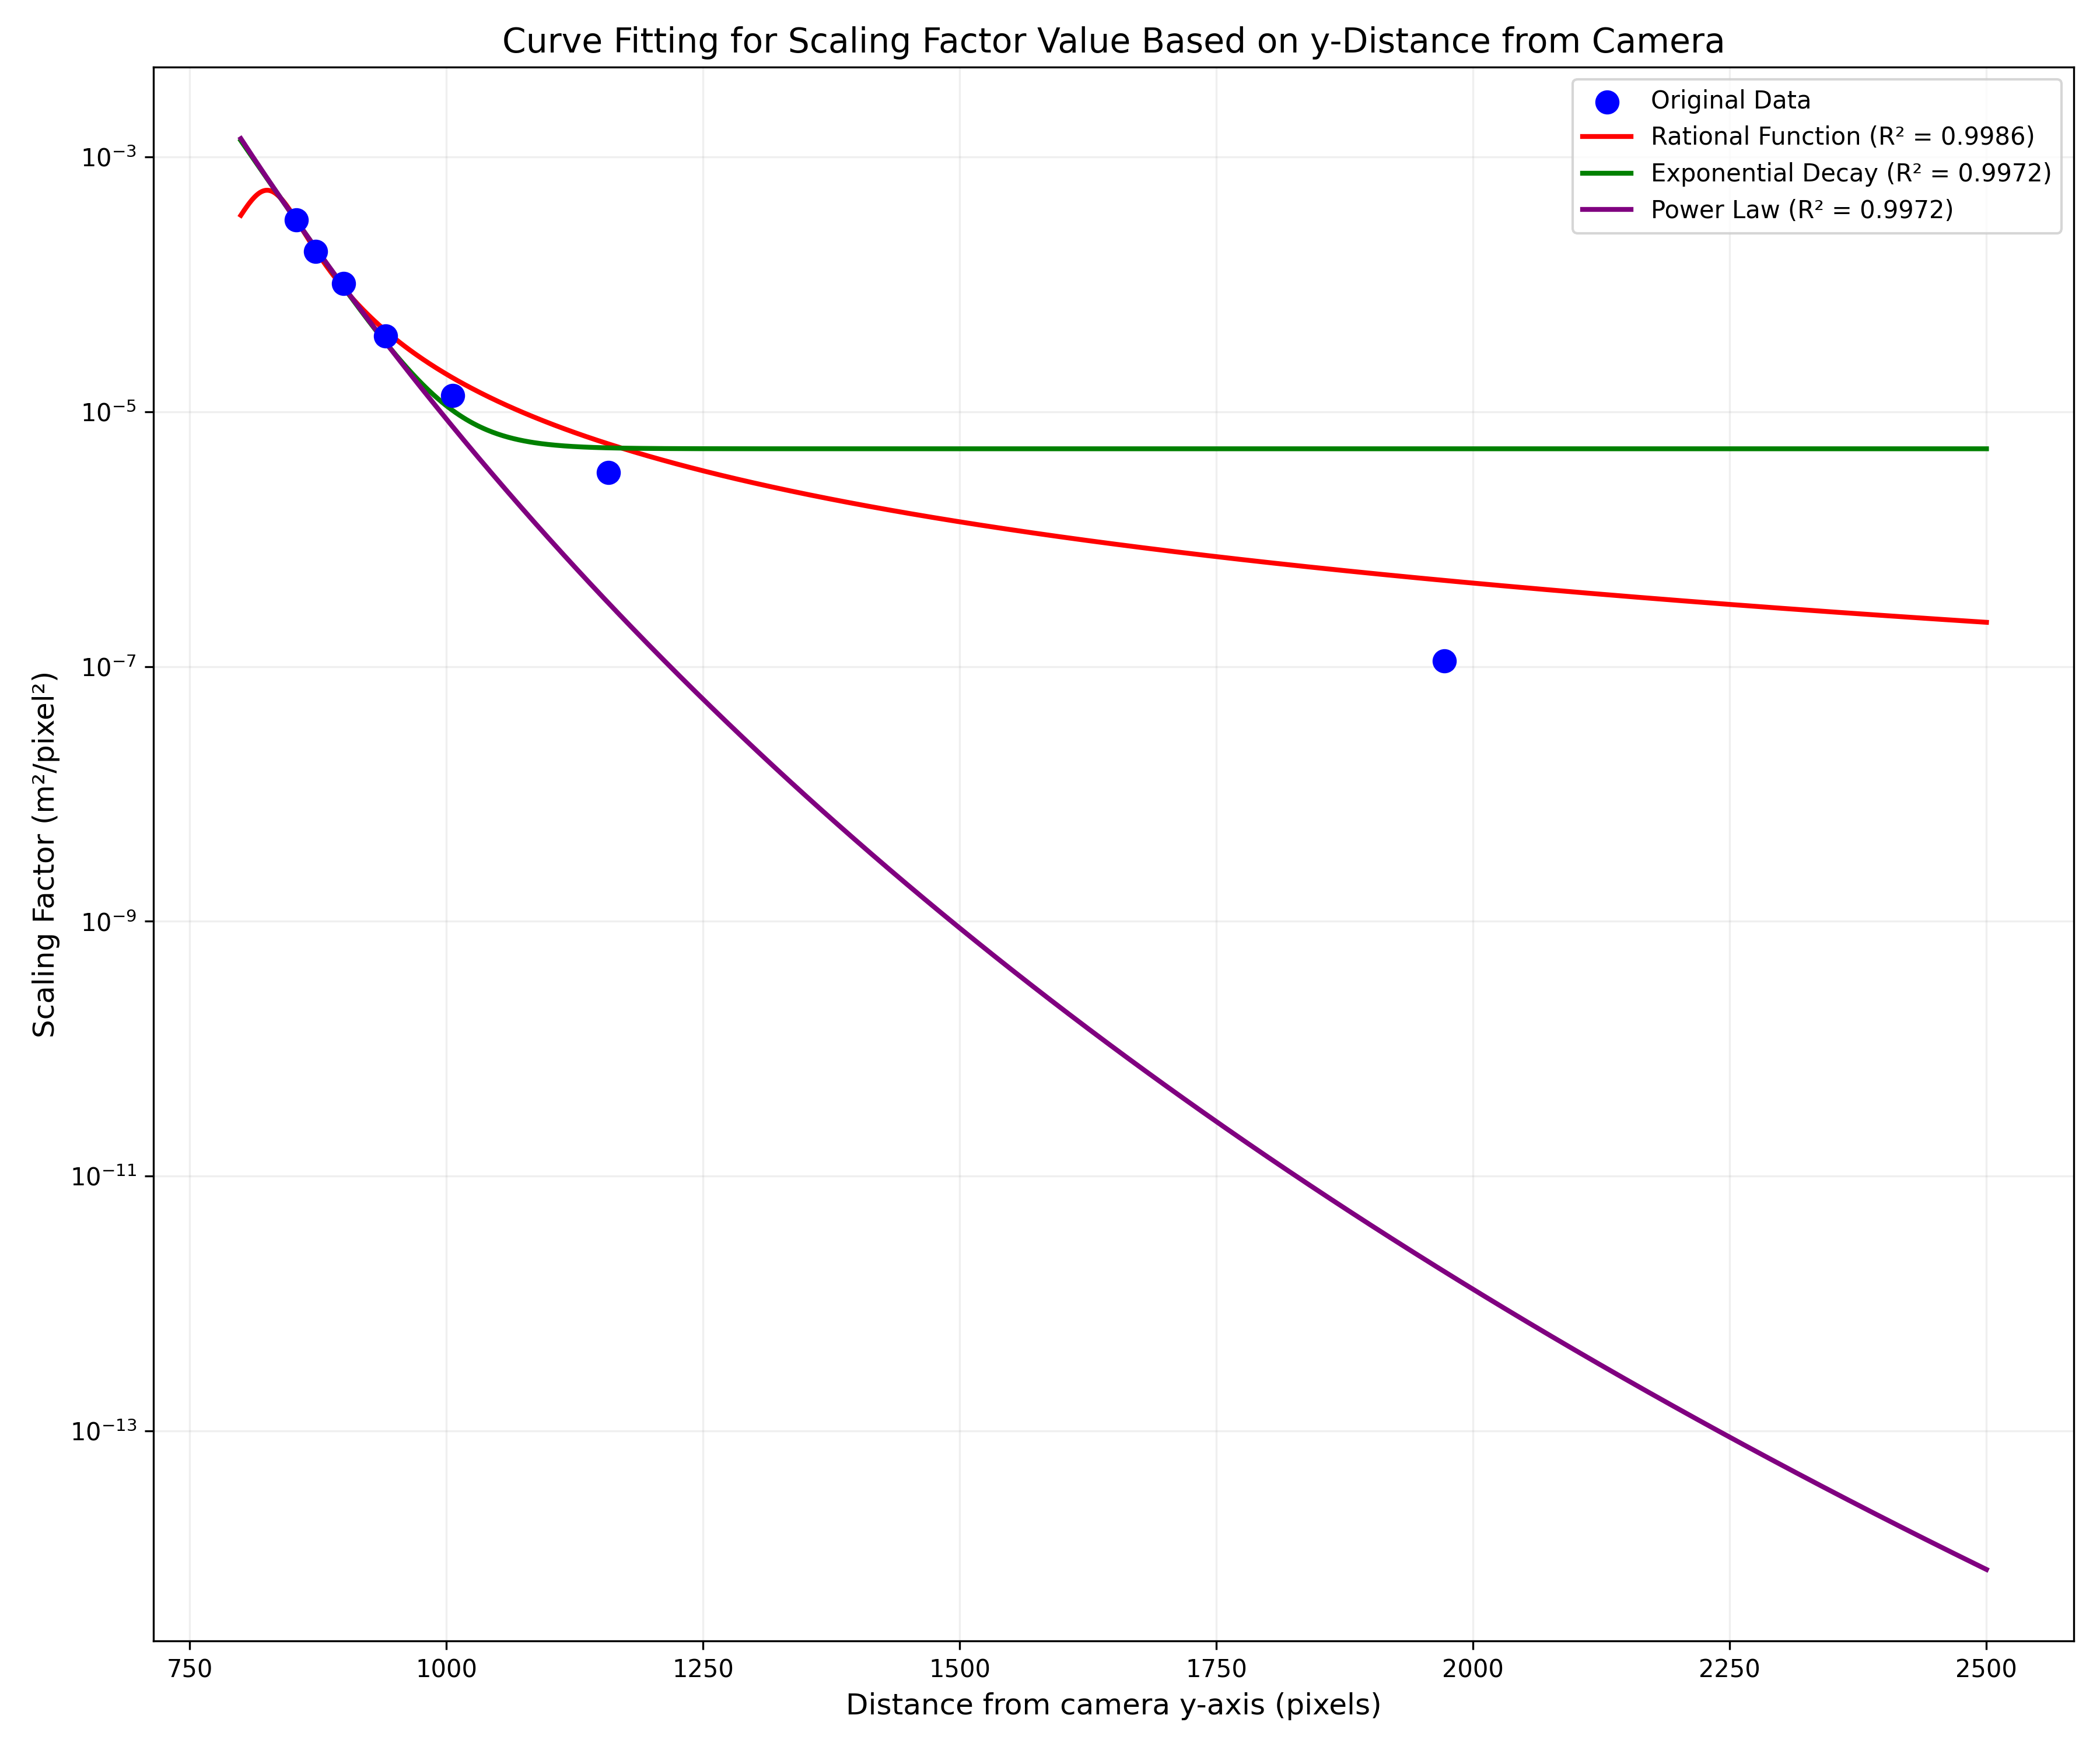 Curve Fitting for Scaling Factor Value Based on y-Distance from Camera
Original Data
Rational Function (R² = 0.9986)
Exponential Decay (R² = 0.9972)
Power Law (R² = 0.9972)
Scaling Factor (m²/pixel²)
10⁻³
10⁻⁵
10⁻⁷
10⁻⁹
10⁻¹¹
10⁻¹³
750 1000 1250 1500 1750 2000 2250 2500
Distance from camera y-axis (pixels)